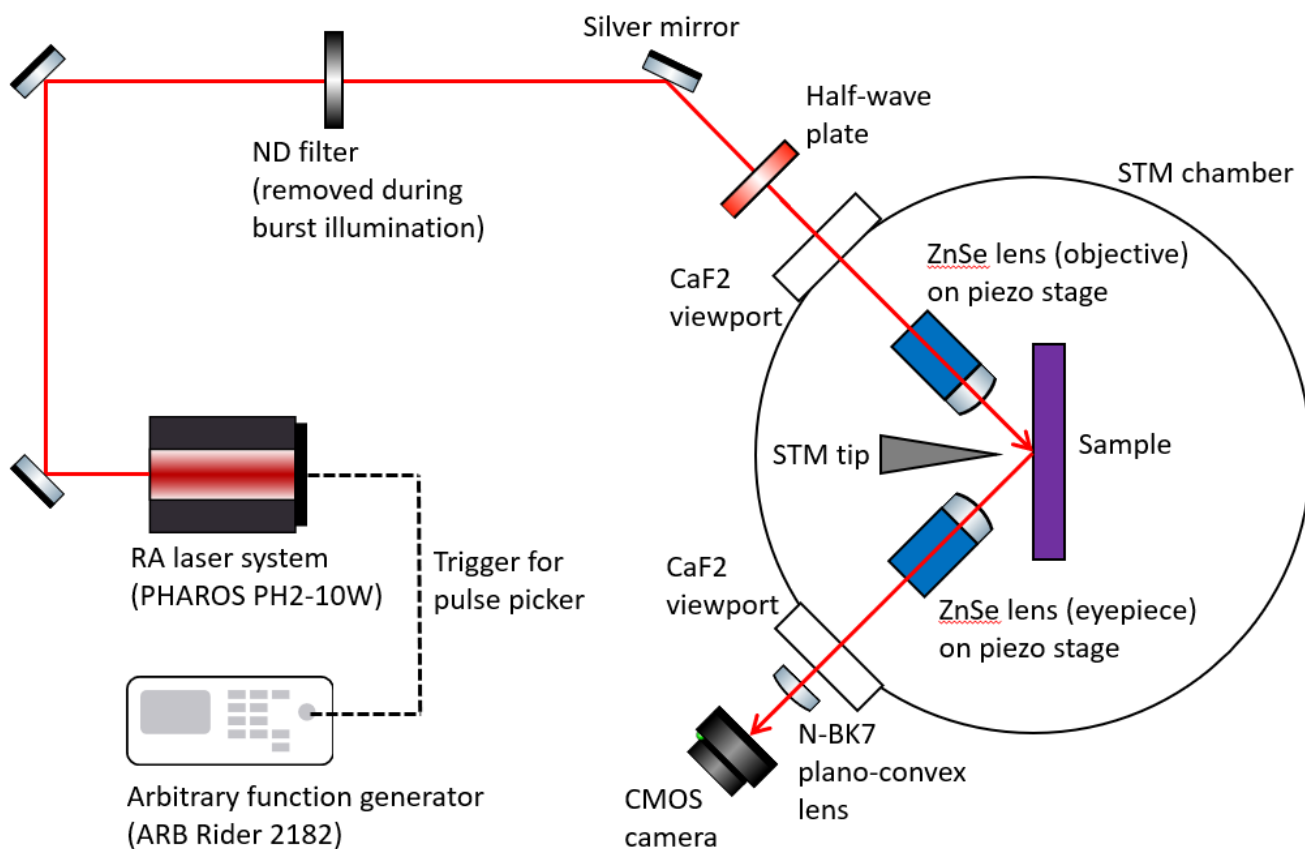 Silver mirror
ND filter
(removed during
burst illumination)
Half-wave
plate
STM chamber
CaF2
viewport
ZnSe lens (objective)
on piezo stage
STM tip
Sample
RA laser system
(PHAROS PH2-10W)
Trigger for
pulse picker
CaF2
viewport
ZnSe lens (eyepiece)
on piezo stage
N-BK7
plano-convex
lens
CMOS
camera
Arbitrary function generator
(ARB Rider 2182)